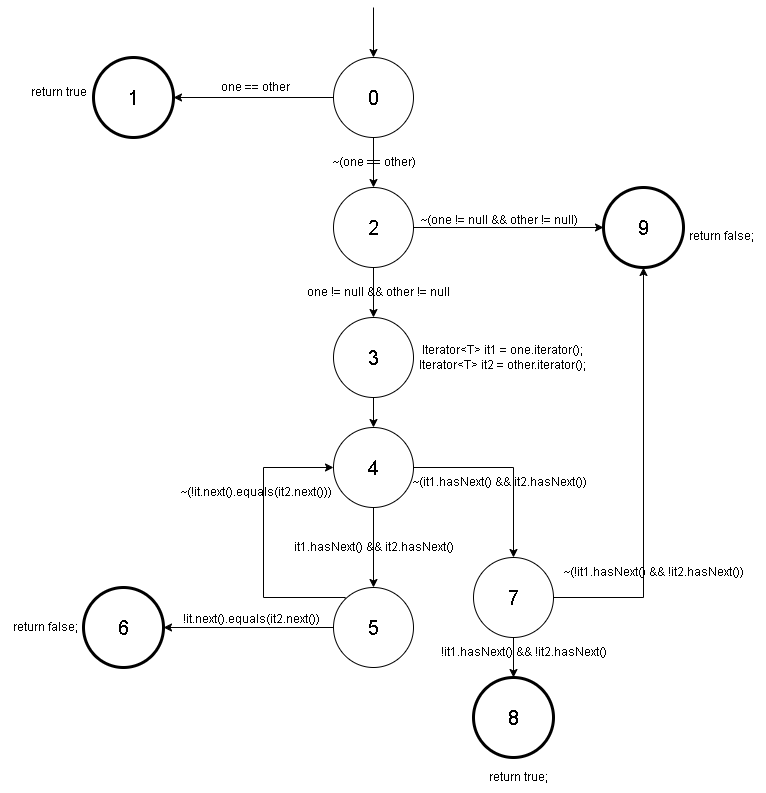 return true
1
one == other
0
~(one == other)
2
~(one != null && other != null)
9
return false;
one != null && other != null
3
Iterator<T> it1 = one.iterator();
Iterator<T> it2 = other.iterator();
4
~(it1.hasNext() && it2.hasNext())
~(!it.next().equals(it2.next()))
it1.hasNext() && it2.hasNext()
~(!it1.hasNext() && !it2.hasNext())
7
return false;
6
!it.next().equals(it2.next())
5
!it1.hasNext() && !it2.hasNext()
8
return true;